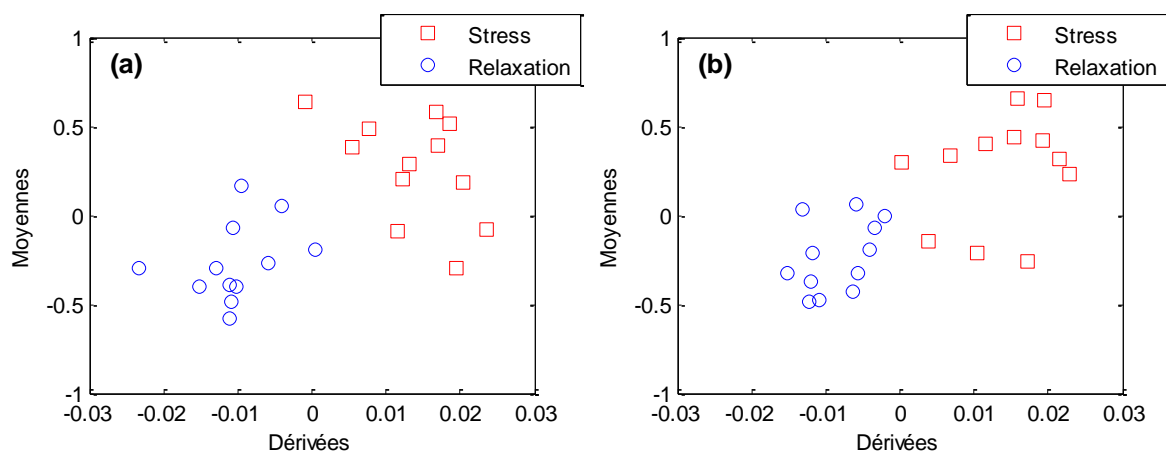 (a)
Stress
Relaxation
1
0.5
0
-0.5
-1
Moyennes
-0.03 -0.02 -0.01 0 0.01 0.02 0.03
Dérivées
(b)
Stress
Relaxation
1
0.5
0
-0.5
-1
Moyennes
-0.03 -0.02 -0.01 0 0.01 0.02 0.03
Dérivées